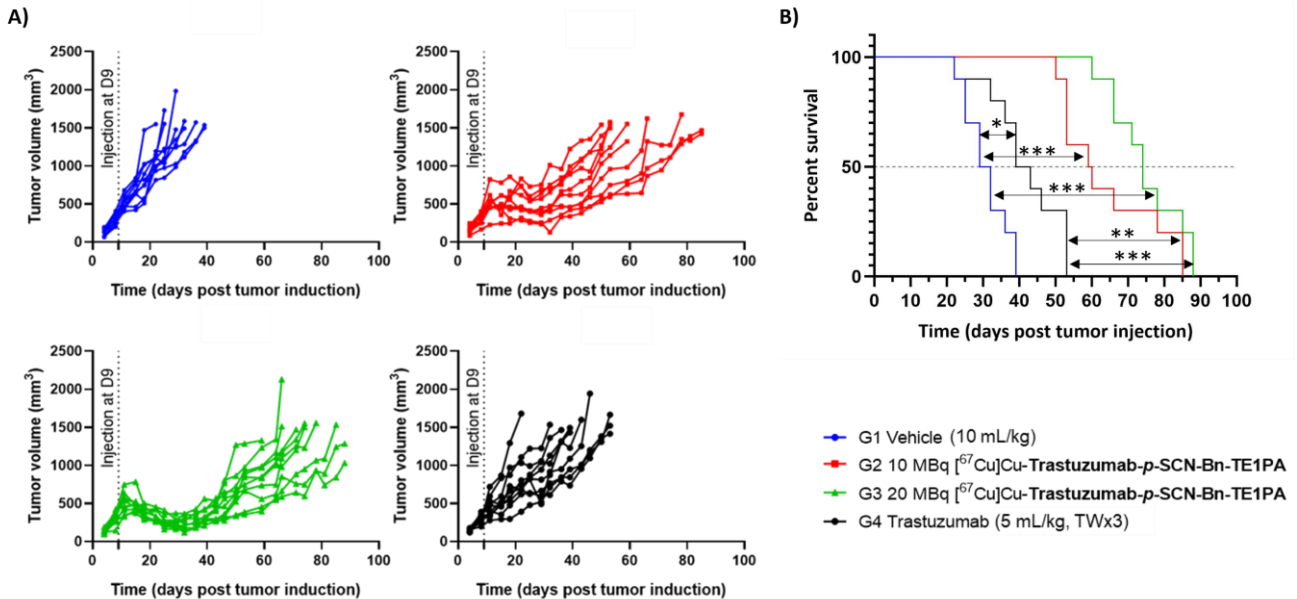 A)
2500
2000
1500
1000
500
0
Tumor volume (mm³)
Injection at D9
0 20 40 60 80 100
Time (days post tumor induction)
2500
2000
1500
1000
500
0
Tumor volume (mm³)
Injection at D9
0 20 40 60 80 100
Time (days post tumor induction)
2500
2000
1500
1000
500
0
Tumor volume (mm³)
Injection at D9
0 20 40 60 80 100
Time (days post tumor induction)
2500
2000
1500
1000
500
0
Tumor volume (mm³)
Injection at D9
0 20 40 60 80 100
Time (days post tumor induction)
B)
100
50
0
Percent survival
*
***
***
**
***
0 10 20 30 40 50 60 70 80 90 100
Time (days post tumor injection)
G1 Vehicle (10 mL/kg)
G2 10 MBq [⁶⁷Cu]Cu-Trastuzumab-p-SCN-Bn-TE1PA
G3 20 MBq [⁶⁷Cu]Cu-Trastuzumab-p-SCN-Bn-TE1PA
G4 Trastuzumab (5 mL/kg, TWx3)